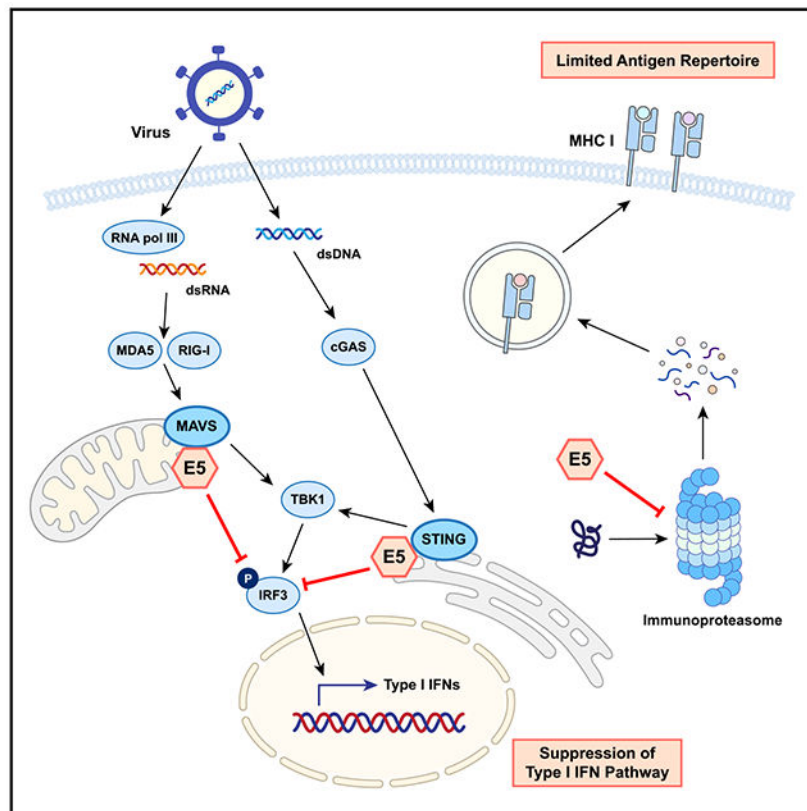 Limited Antigen Repertoire
Virus
MHC I
RNA pol III
dsDNA
dsRNA
MDA5
RIG-I
cGAS
MAVS
E5
E5
TBK1
STING
E5
P
IRF3
Immunoproteasome
Type I IFNs
Suppression of
Type I IFN Pathway